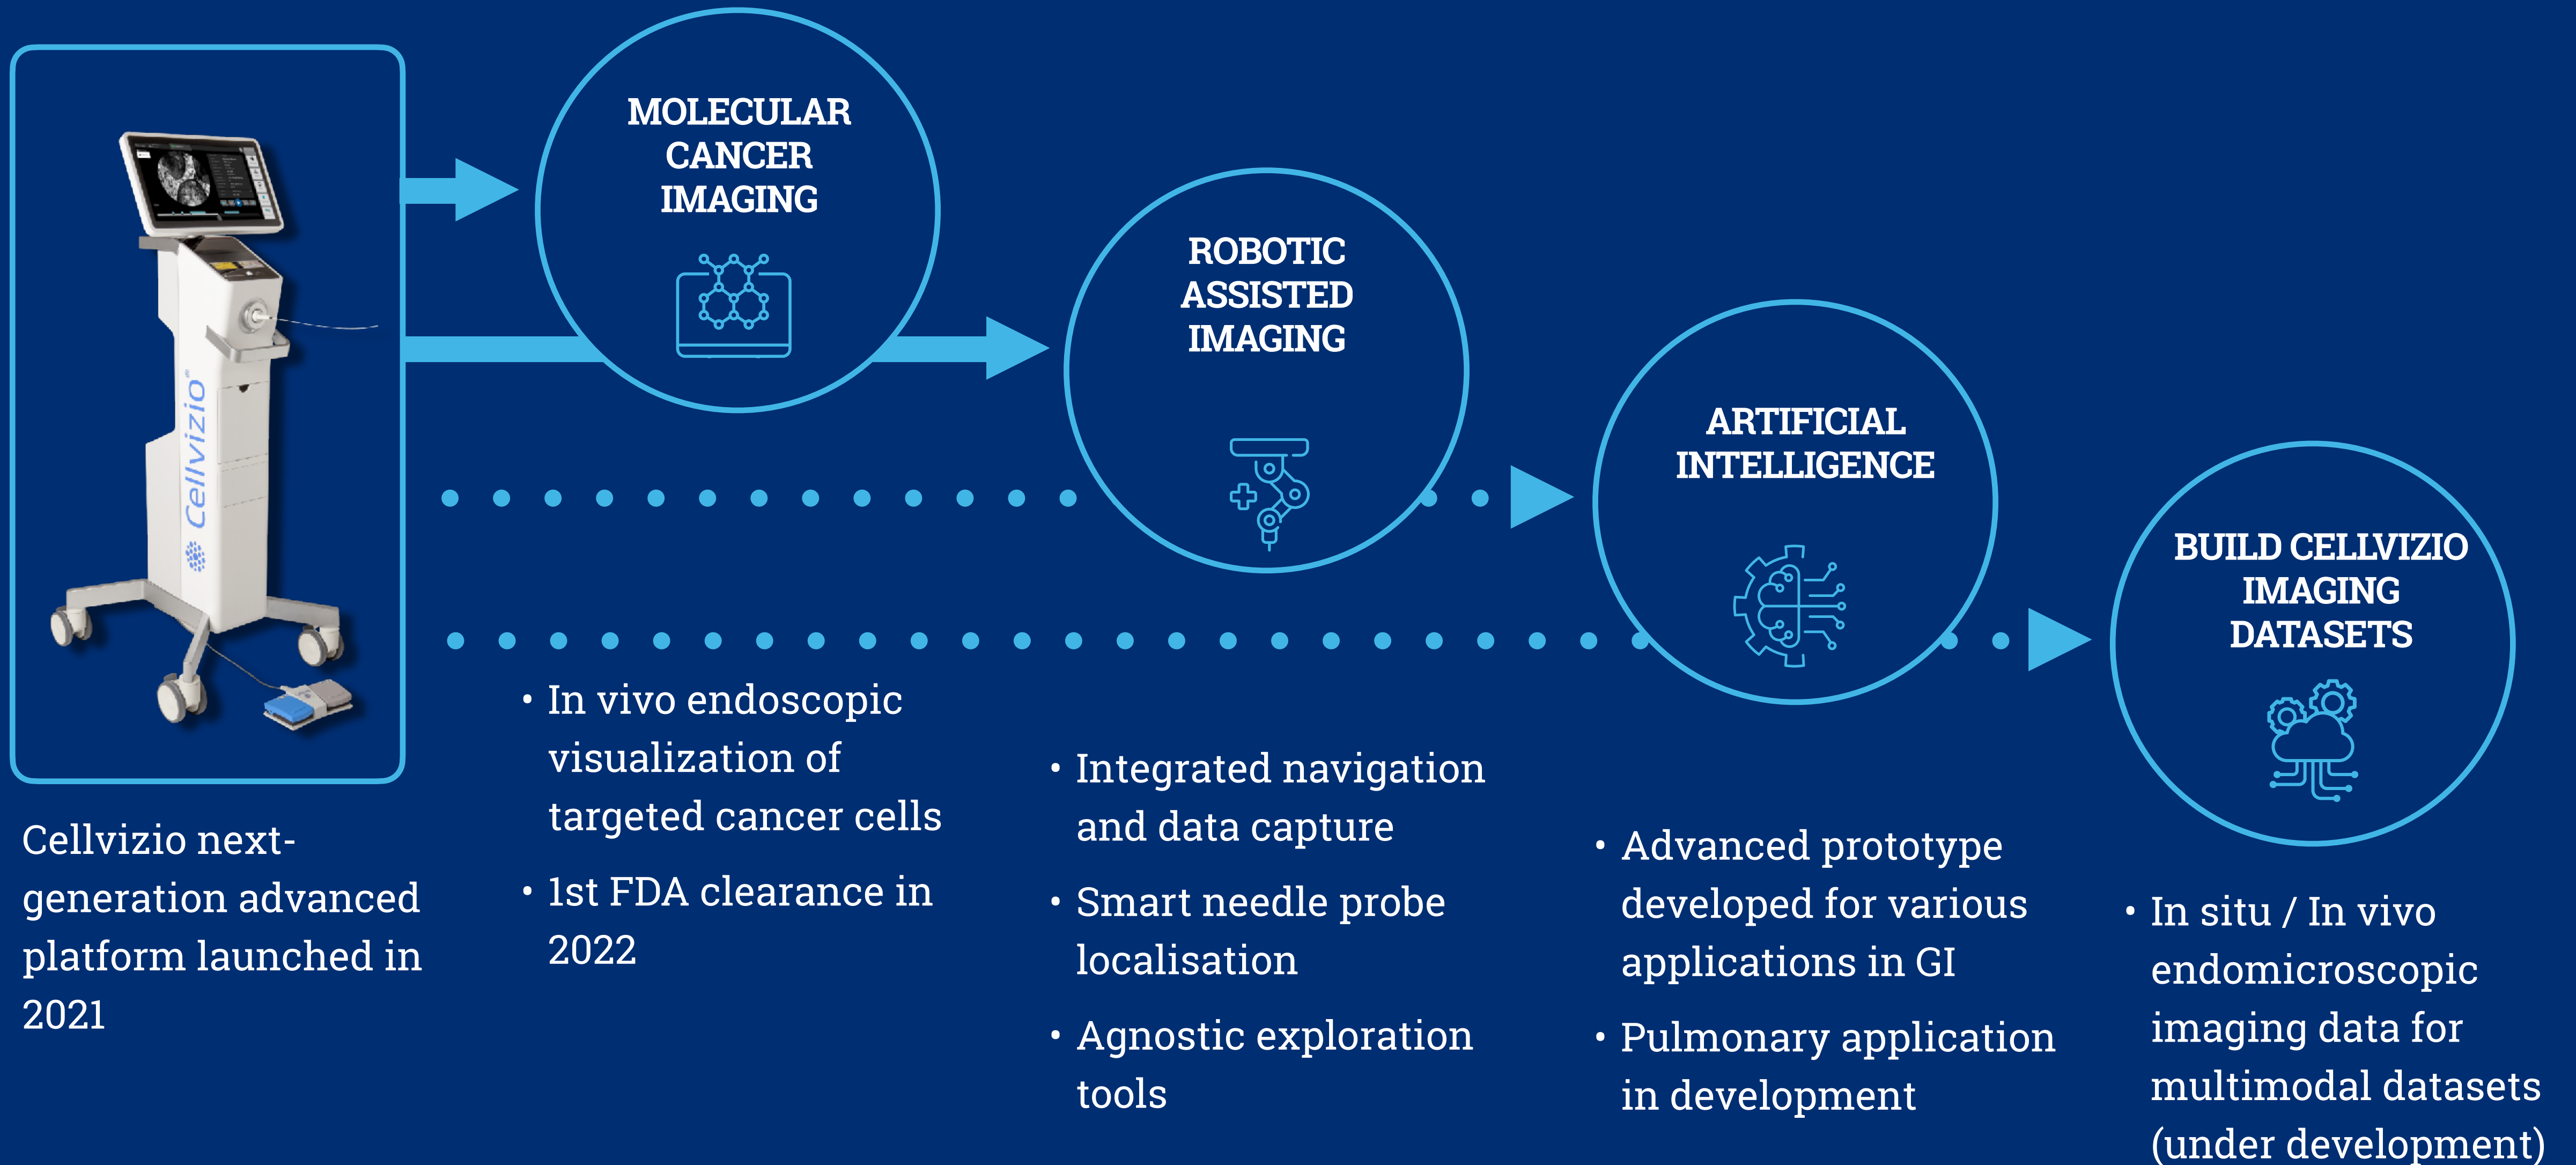 Cellvizio®
Cellvizio next-
generation advanced
platform launched in
2021
MOLECULAR
CANCER
IMAGING
• In vivo endoscopic
visualization of
targeted cancer cells
• 1st FDA clearance in
2022
ROBOTIC
ASSISTED
IMAGING
• Integrated navigation
and data capture
• Smart needle probe
localisation
• Agnostic exploration
tools
ARTIFICIAL
INTELLIGENCE
• Advanced prototype
developed for various
applications in GI
• Pulmonary application
in development
BUILD CELLVIZIO
IMAGING
DATASETS
• In situ / In vivo
endomicroscopic
imaging data for
multimodal datasets
(under development)